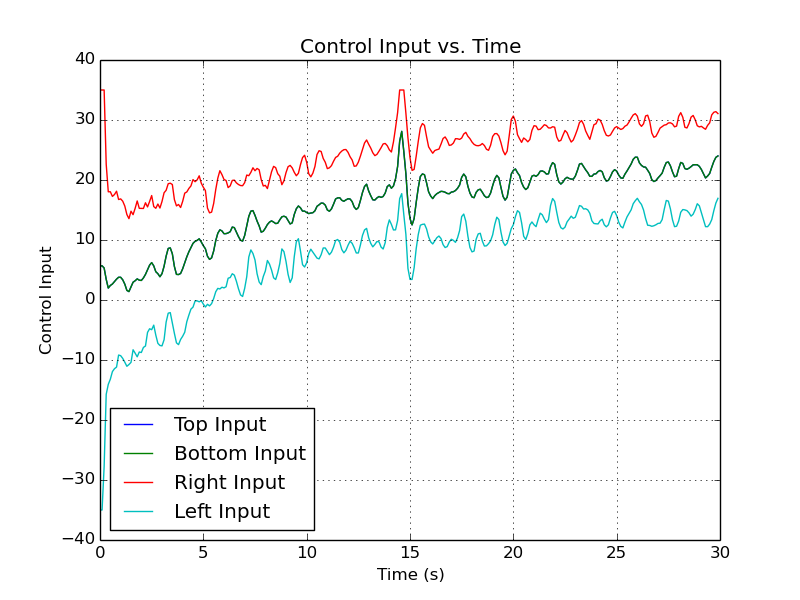 Control Input vs. Time
40
30
20
10
0
−10
−20
−30
−40
Control Input
Top Input
Bottom Input
Right Input
Left Input
0 5 10 15 20 25 30
Time (s)